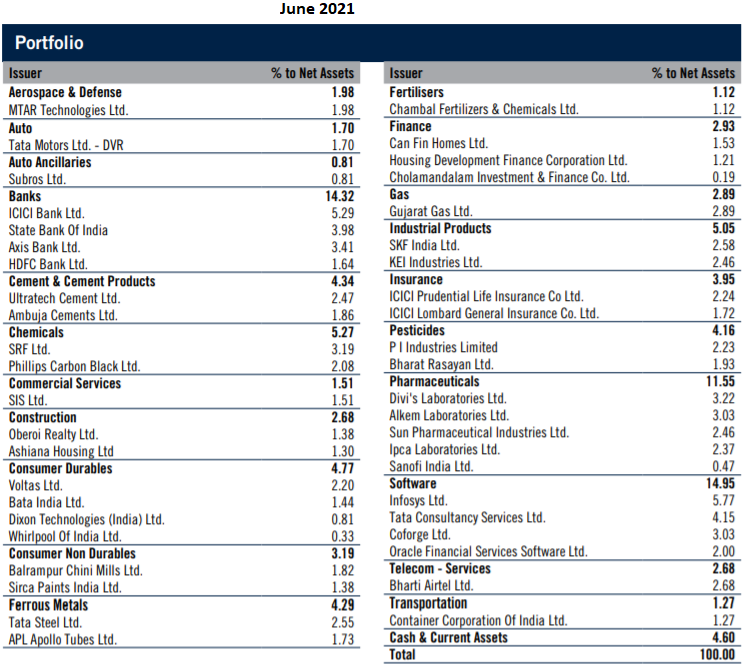 June 2021
Portfolio
Issuer % to Net Assets
Aerospace & Defense 1.98
MTAR Technologies Ltd. 1.98
Auto 1.70
Tata Motors Ltd. - DVR 1.70
Auto Ancillaries 0.81
Subros Ltd. 0.81
Banks 14.32
ICICI Bank Ltd. 5.29
State Bank Of India 3.98
Axis Bank Ltd. 3.41
HDFC Bank Ltd. 1.64
Cement & Cement Products 4.34
Ultratech Cement Ltd. 2.47
Ambuja Cements Ltd. 1.86
Chemicals 5.27
SRF Ltd. 3.19
Phillips Carbon Black Ltd. 2.08
Commercial Services 1.51
SIS Ltd. 1.51
Construction 2.68
Oberoi Realty Ltd. 1.38
Ashiana Housing Ltd 1.30
Consumer Durables 4.77
Voltas Ltd. 2.20
Bata India Ltd. 1.44
Dixon Technologies (India) Ltd. 0.81
Whirlpool Of India Ltd. 0.33
Consumer Non Durables 3.19
Balrampur Chini Mills Ltd. 1.82
Sirca Paints India Ltd. 1.38
Ferrous Metals 4.29
Tata Steel Ltd. 2.55
APL Apollo Tubes Ltd. 1.73
Issuer % to Net Assets
Fertilisers 1.12
Chambal Fertilizers & Chemicals Ltd. 1.12
Finance 2.93
Can Fin Homes Ltd. 1.53
Housing Development Finance Corporation Ltd. 1.21
Cholamandalam Investment & Finance Co. Ltd. 0.19
Gas 2.89
Gujarat Gas Ltd. 2.89
Industrial Products 5.05
SKF India Ltd. 2.58
KEI Industries Ltd. 2.46
Insurance 3.95
ICICI Prudential Life Insurance Co Ltd. 2.24
ICICI Lombard General Insurance Co. Ltd. 1.72
Pesticides 4.16
P I Industries Limited 2.23
Bharat Rasayan Ltd. 1.93
Pharmaceuticals 11.55
Divi's Laboratories Ltd. 3.22
Alkem Laboratories Ltd. 3.03
Sun Pharmaceutical Industries Ltd. 2.46
Ipca Laboratories Ltd. 2.37
Sanofi India Ltd. 0.47
Software 14.95
Infosys Ltd. 5.77
Tata Consultancy Services Ltd. 4.15
Coforge Ltd. 3.03
Oracle Financial Services Software Ltd. 2.00
Telecom - Services 2.68
Bharti Airtel Ltd. 2.68
Transportation 1.27
Container Corporation Of India Ltd. 1.27
Cash & Current Assets 4.60
Total 100.00